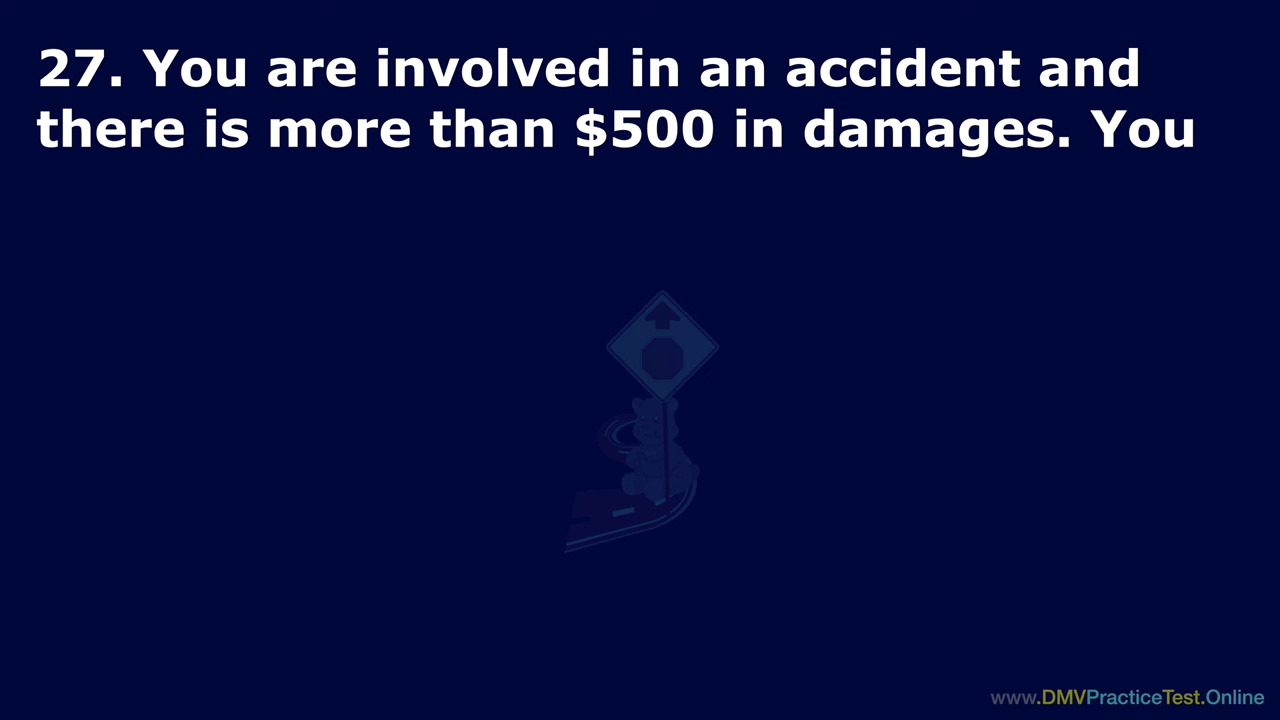 27. You are involved in an accident and
there is more than $500 in damages. You
www.DMVPracticeTest.Online